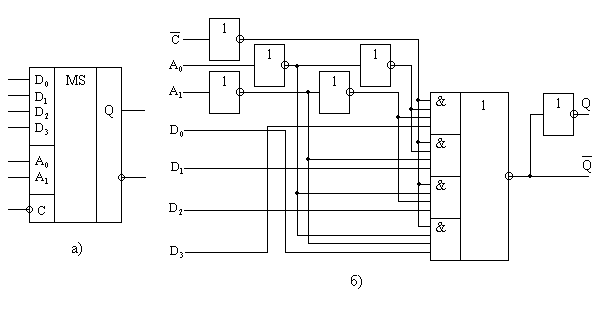 D0 MS
D1
D2
D3
Q
A0
A1
C
а)
C̅ 1
A0 1 1
A1 1 1
D0
D1
D2
D3
& 1
&
&
&
1 Q
Q̅
б)